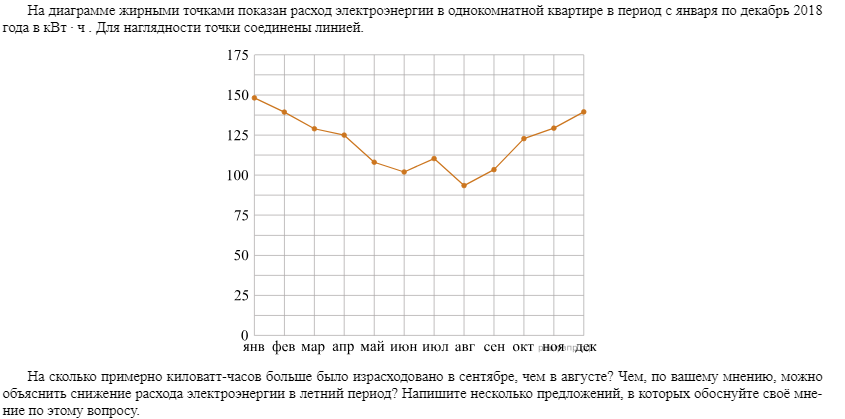 На диаграмме жирными точками показан расход электроэнергии в однокомнатной квартире в период с января по декабрь 2018
года в кВт · ч . Для наглядности точки соединены линией.
175
150
125
100
75
50
25
0
янв фев мар апр май июн июл авг сен окт ноя дек
На сколько примерно киловатт-часов больше было израсходовано в сентябре, чем в августе? Чем, по вашему мнению, можно
объяснить снижение расхода электроэнергии в летний период? Напишите несколько предложений, в которых обоснуйте своё мне-
ние по этому вопросу.